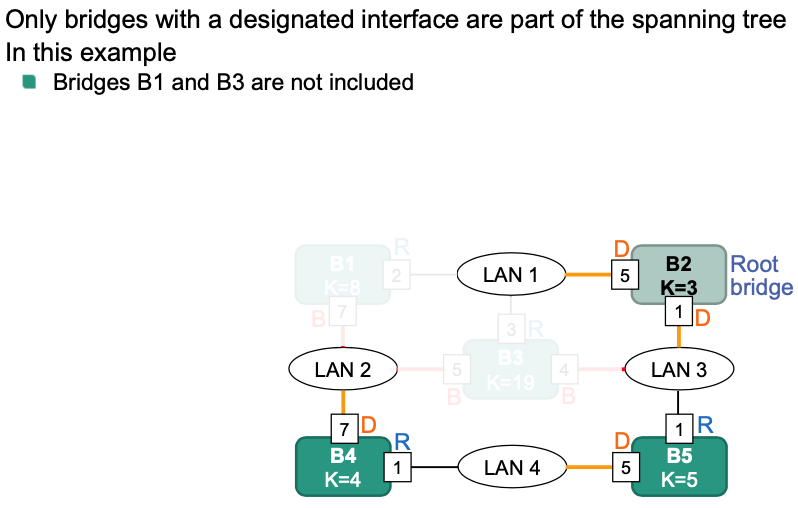 Only bridges with a designated interface are part of the spanning tree
In this example
Bridges B1 and B3 are not included
R
D
B1
K=8
2
LAN 1
5
B2
K=3
Root
bridge
B
7
3
R
1
D
LAN 2
5
B3
K=19
4
LAN 3
B
B
7
D
R
1
R
B4
K=4
1
LAN 4
D
5
B5
K=5